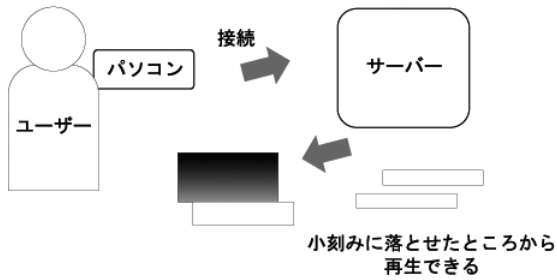 接続
パソコン
サーバー
ユーザー
小刻みに落とせたところから
再生できる